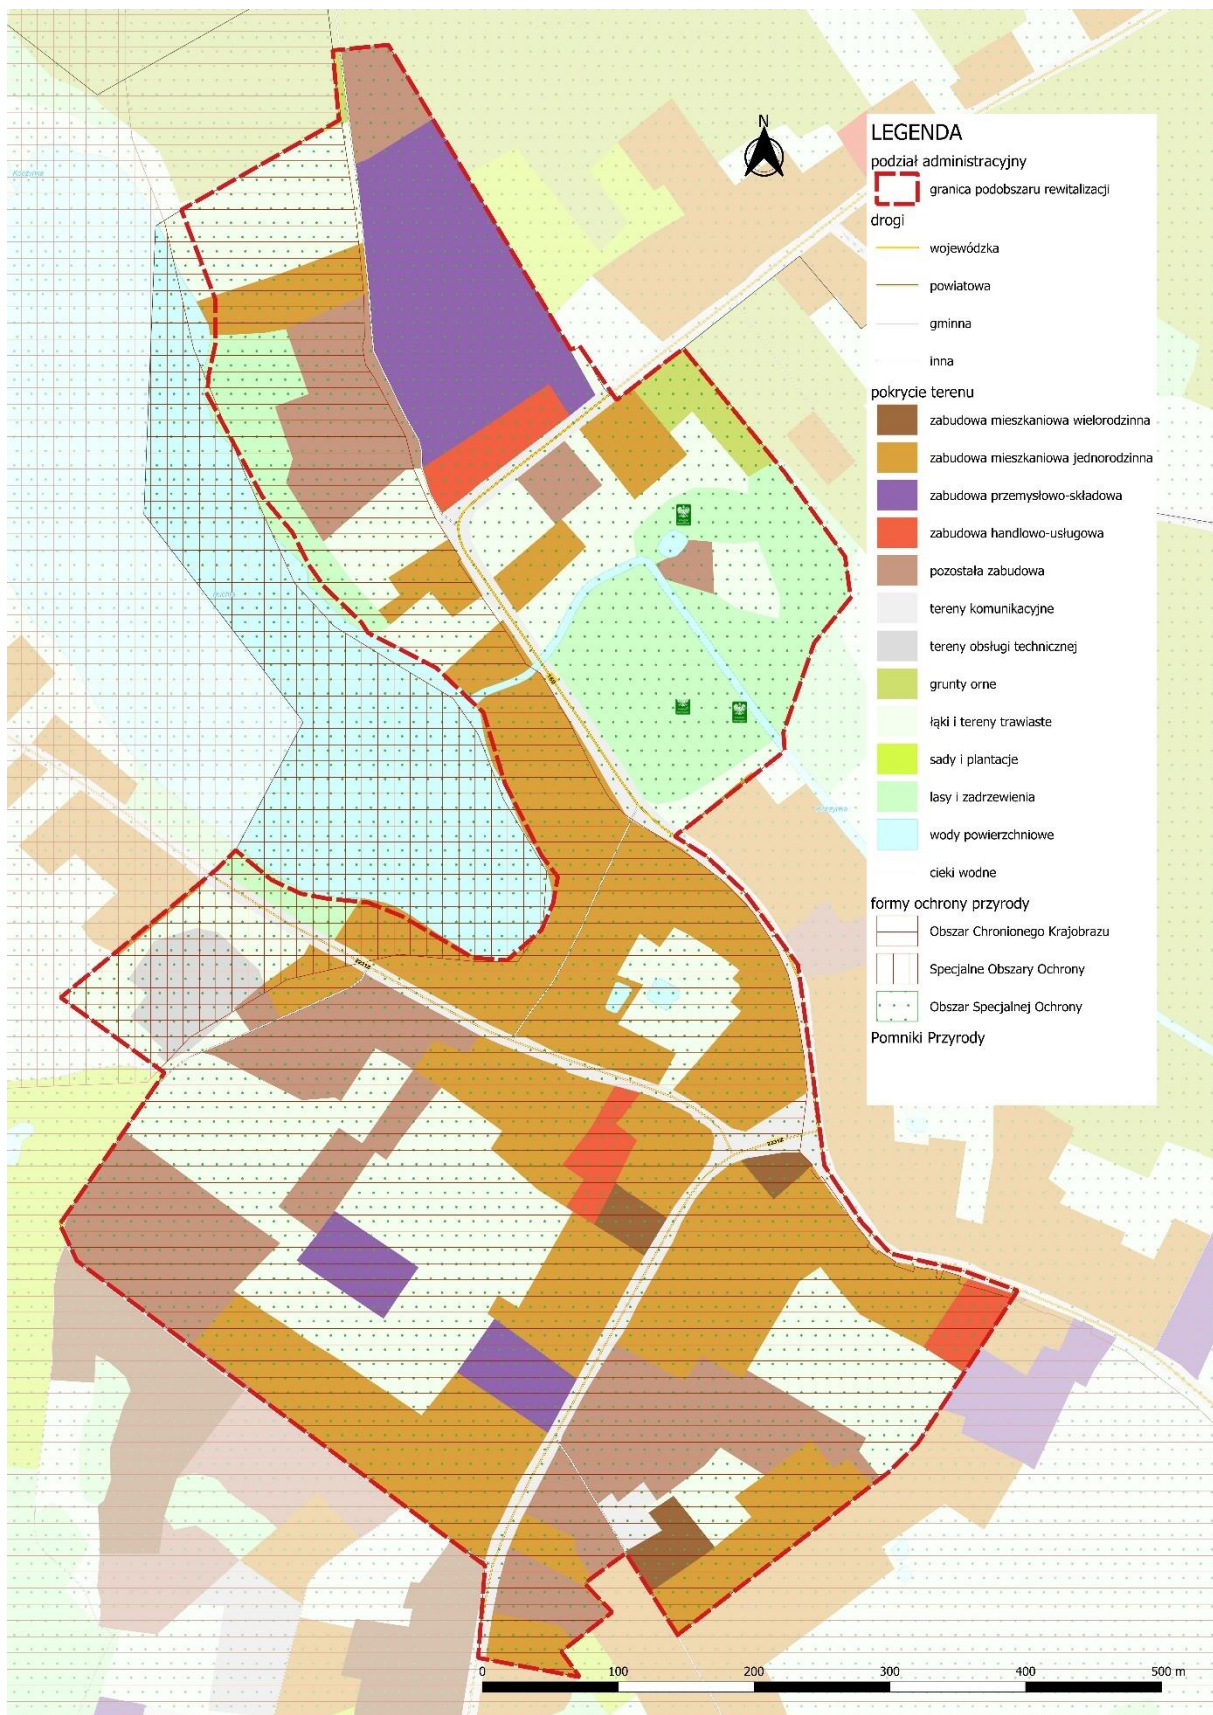 N
LEGENDA
podział administracyjny
granica podobszaru rewitalizacji
drogi
wojewódzka
powiatowa
gminna
inna
pokrycie terenu
zabudowa mieszkaniowa wielorodzinna
zabudowa mieszkaniowa jednorodzinna
zabudowa przemysłowo-składowa
zabudowa handlowo-usługowa
pozostała zabudowa
tereny komunikacyjne
tereny obsługi technicznej
grunty orne
łąki i tereny trawiaste
sady i plantacje
lasy i zadrzewienia
wody powierzchniowe
cieki wodne
formy ochrony przyrody
Obszar Chronionego Krajobrazu
Specjalne Obszary Ochrony
Obszar Specjalnej Ochrony
Pomniki Przyrody
160
0 100 200 300 400 500 m